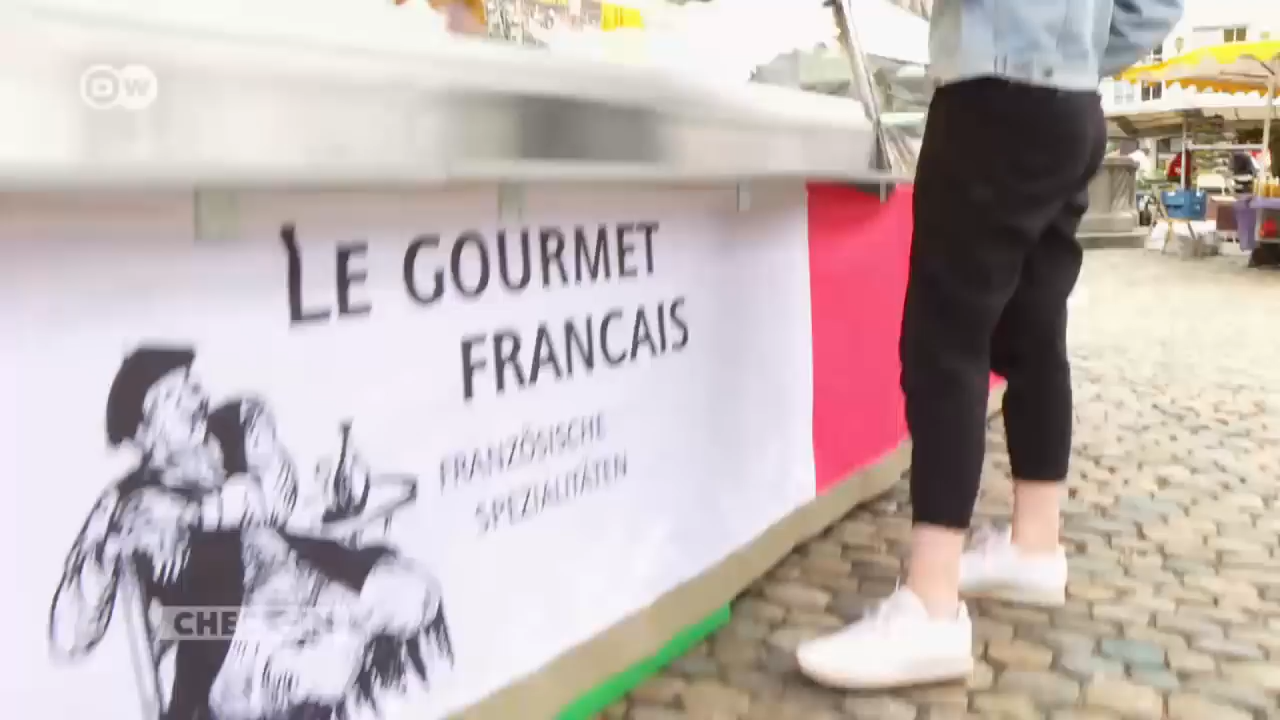 DW
LE GOURMET
FRANCAIS
FRANZÖSISCHE
SPEZIALITÄTEN